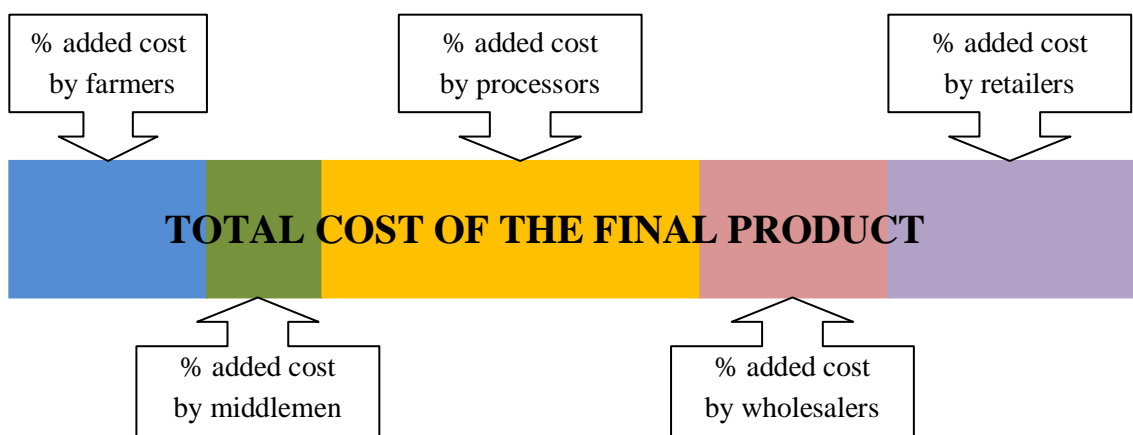 % added cost
by farmers
% added cost
by processors
% added cost
by retailers
TOTAL COST OF THE FINAL PRODUCT
% added cost
by middlemen
% added cost
by wholesalers